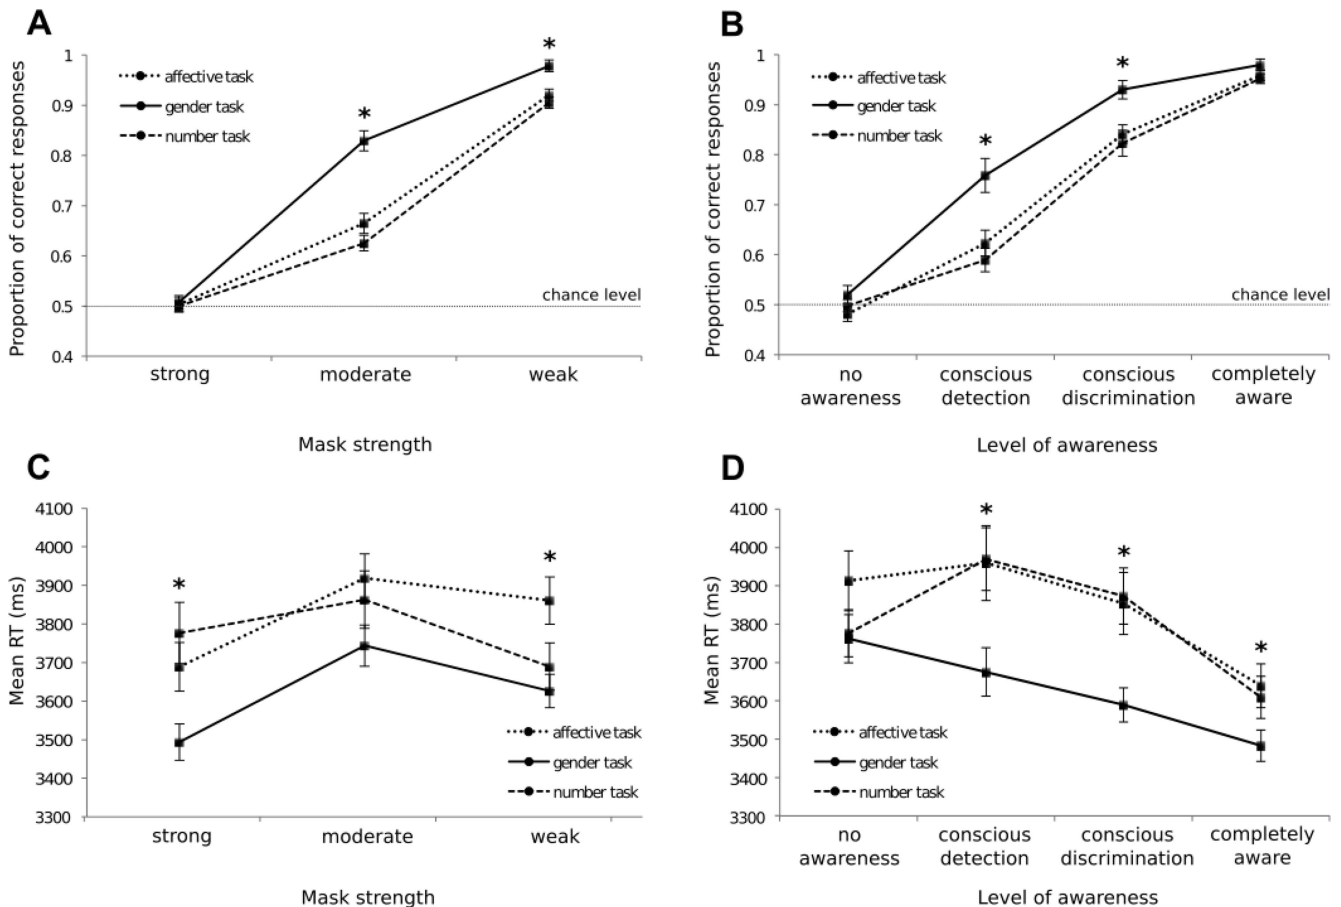 A
Proportion of correct responses
1
0.9
0.8
0.7
0.6
0.5
0.4
affective task
gender task
number task
*
*
chance level
strong
moderate
weak
Mask strength
B
Proportion of correct responses
1
0.9
0.8
0.7
0.6
0.5
0.4
affective task
gender task
number task
*
*
chance level
no
awareness
conscious
detection
conscious
discrimination
completely
aware
Level of awareness
C
Mean RT (ms)
4100
4000
3900
3800
3700
3600
3500
3400
3300
*
*
affective task
gender task
number task
strong
moderate
weak
Mask strength
D
Mean RT (ms)
4100
4000
3900
3800
3700
3600
3500
3400
3300
*
*
*
affective task
gender task
number task
no
awareness
conscious
detection
conscious
discrimination
completely
aware
Level of awareness